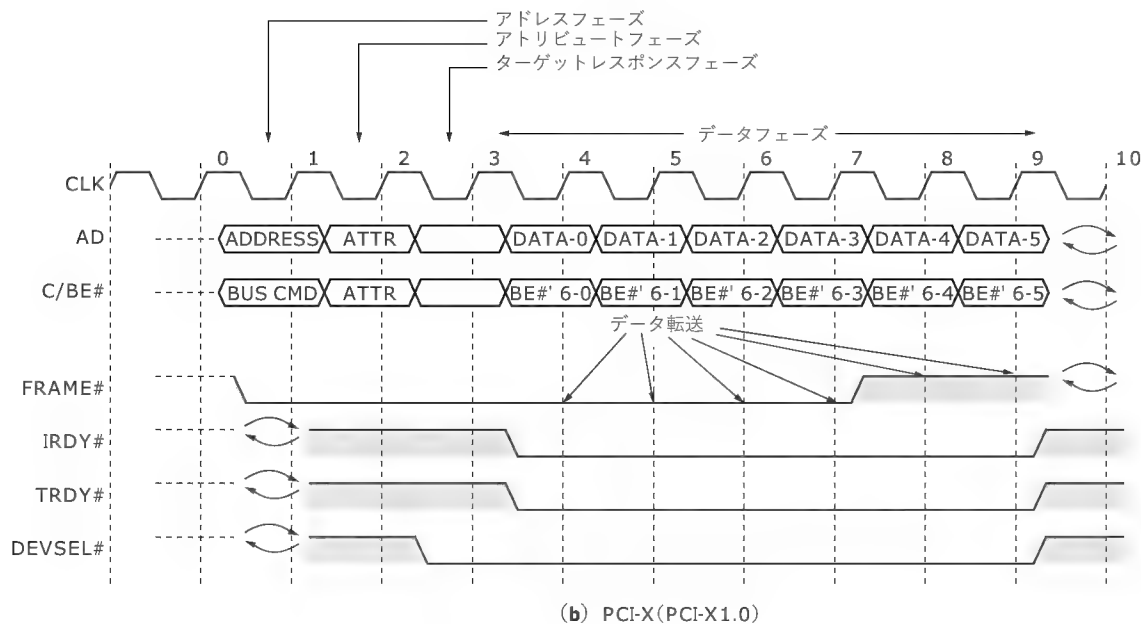 アドレスフェーズ
アトリビュートフェーズ
ターゲットレスポンスフェーズ
データフェーズ
0 1 2 3 4 5 6 7 8 9 10
CLK
AD ADDRESS ATTR DATA-0 DATA-1 DATA-2 DATA-3 DATA-4 DATA-5
C/BE# BUS CMD ATTR BE#' 6-0 BE#' 6-1 BE#' 6-2 BE#' 6-3 BE#' 6-4 BE#' 6-5
データ転送
FRAME#
IRDY#
TRDY#
DEVSEL#
(b) PCI-X(PCI-X1.0)